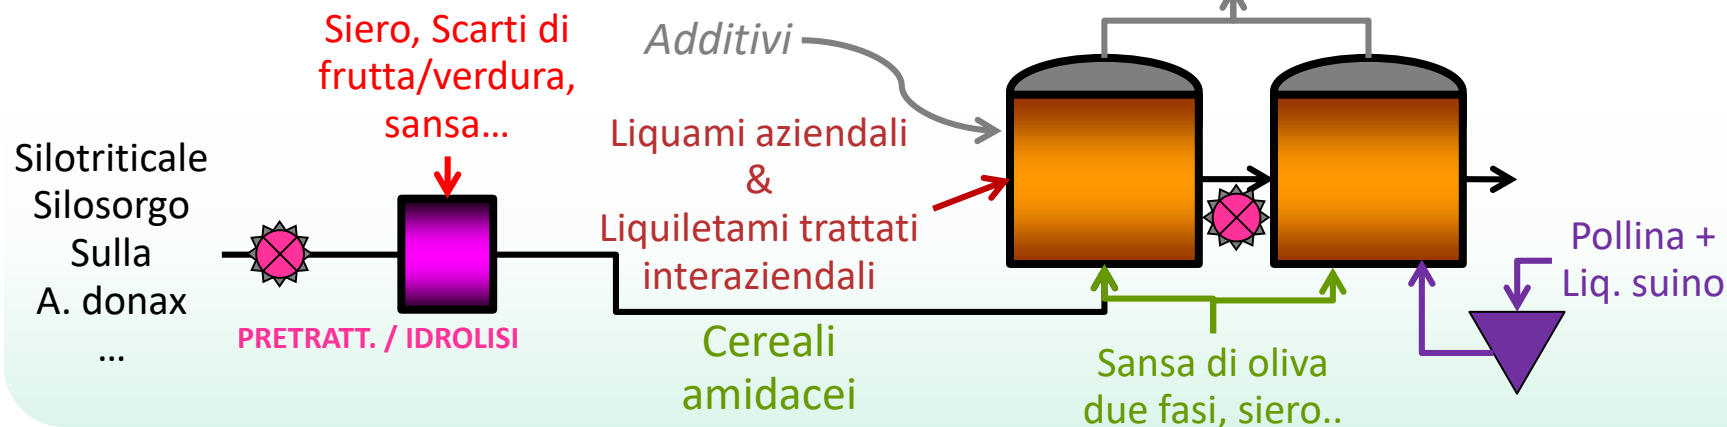 Siero, Scarti di
frutta/verdura,
sansa...
Additivi
Silotriticale
Silosorgo
Sulla
A. donax
...
PRETRATT. / IDROLISI
Liquami aziendali
&
Liquiletami trattati
interaziendali
Cereali
amidacei
Sansa di oliva
due fasi, siero..
Pollina +
Liq. suino